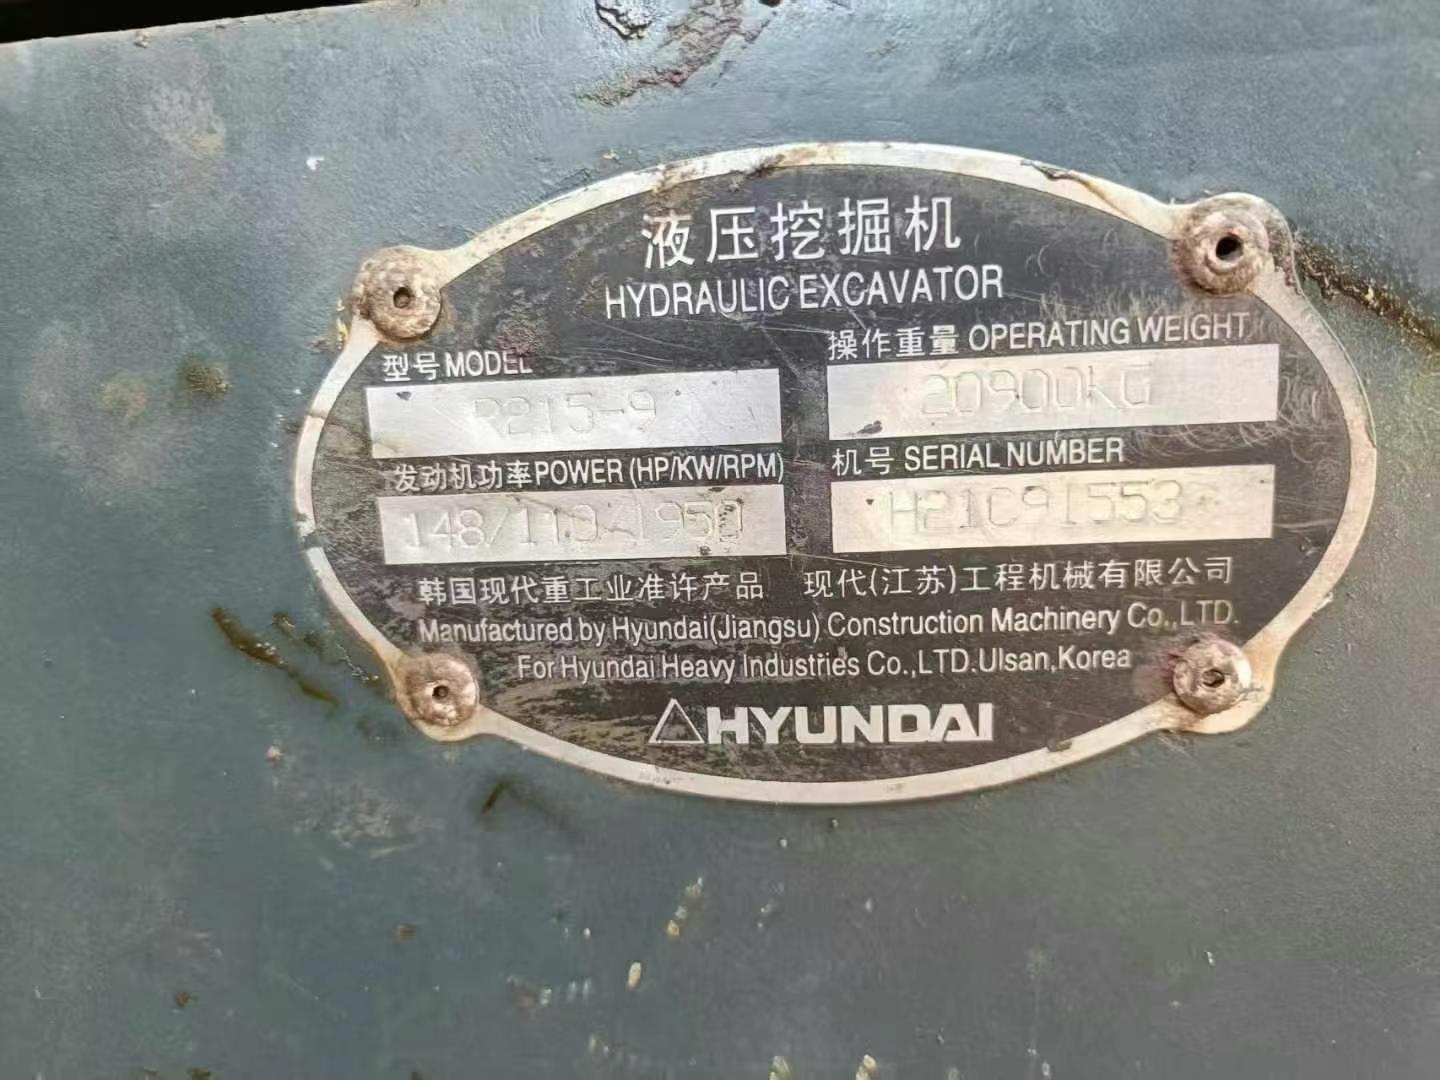 液压挖掘机
HYDRAULIC EXCAVATOR
型号 MODEL
R215-9
操作重量 OPERATING WEIGHT
20900KG
发动机功率 POWER (HP/KW/RPM)
148/110/1950
机号 SERIAL NUMBER
H21C91553
韩国现代重工业准许产品 现代(江苏)工程机械有限公司
Manufactured by Hyundai(Jiangsu) Construction Machinery Co.,LTD.
For Hyundai Heavy Industries Co.,LTD.Ulsan,Korea
HYUNDAI